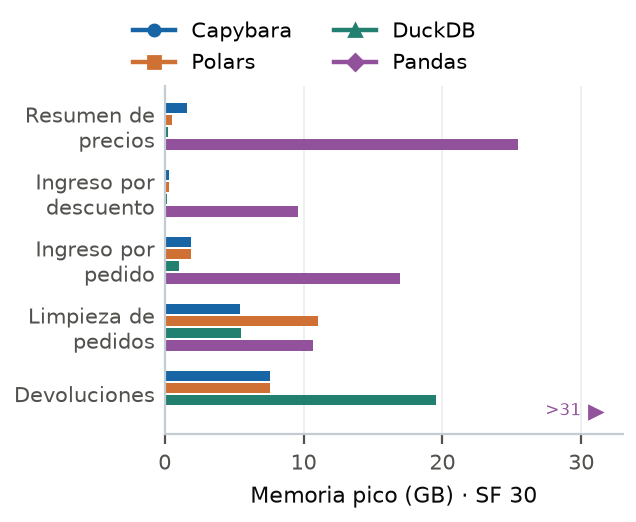 Capybara
DuckDB
Polars
Pandas
Resumen de
precios
Ingreso por
descuento
Ingreso por
pedido
Limpieza de
pedidos
Devoluciones
>31
0
10
20
30
Memoria pico (GB) · SF 30